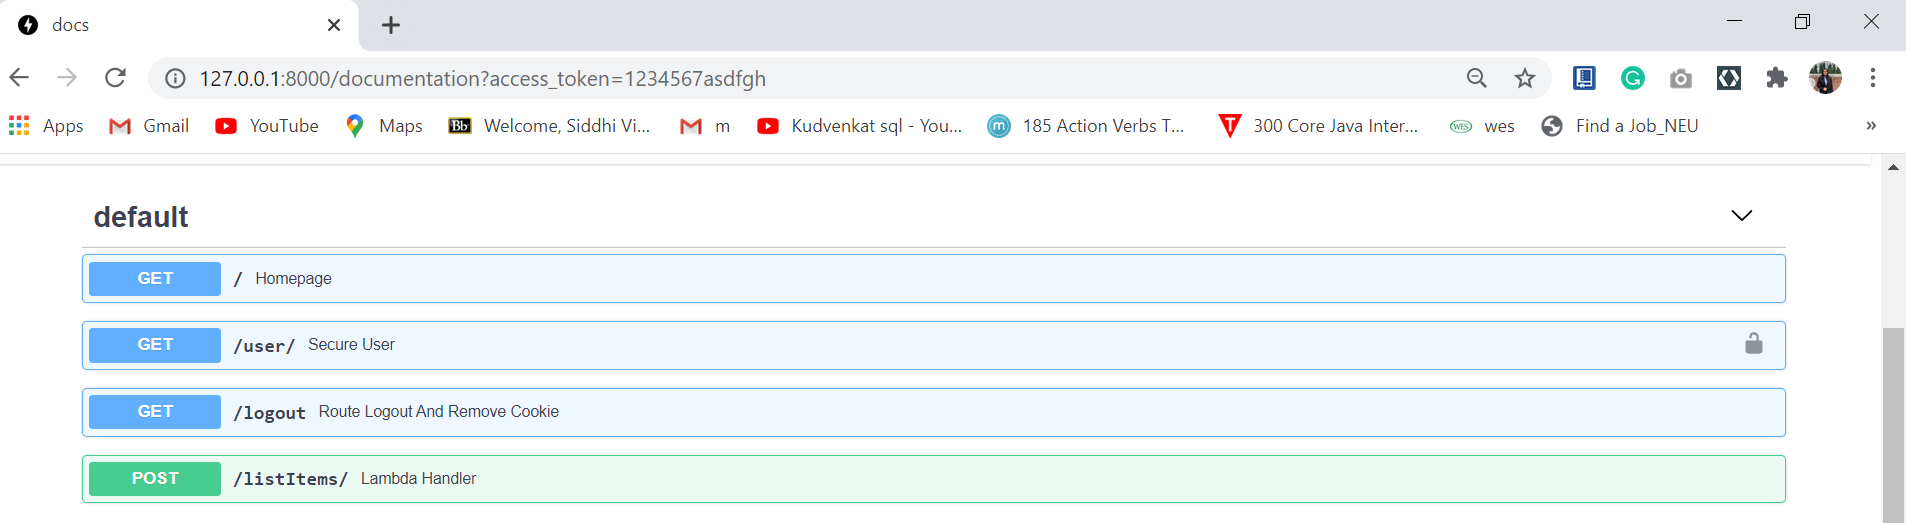 docs
127.0.0.1:8000/documentation?access_token=1234567asdfgh
Apps Gmail YouTube Maps Bb Welcome, Siddhi Vi... m Kudvenkat sql - You... m 185 Action Verbs T... T 300 Core Java Inter... WES wes Find a Job_NEU »
default
GET / Homepage
GET /user/ Secure User
GET /logout Route Logout And Remove Cookie
POST /listItems/ Lambda Handler